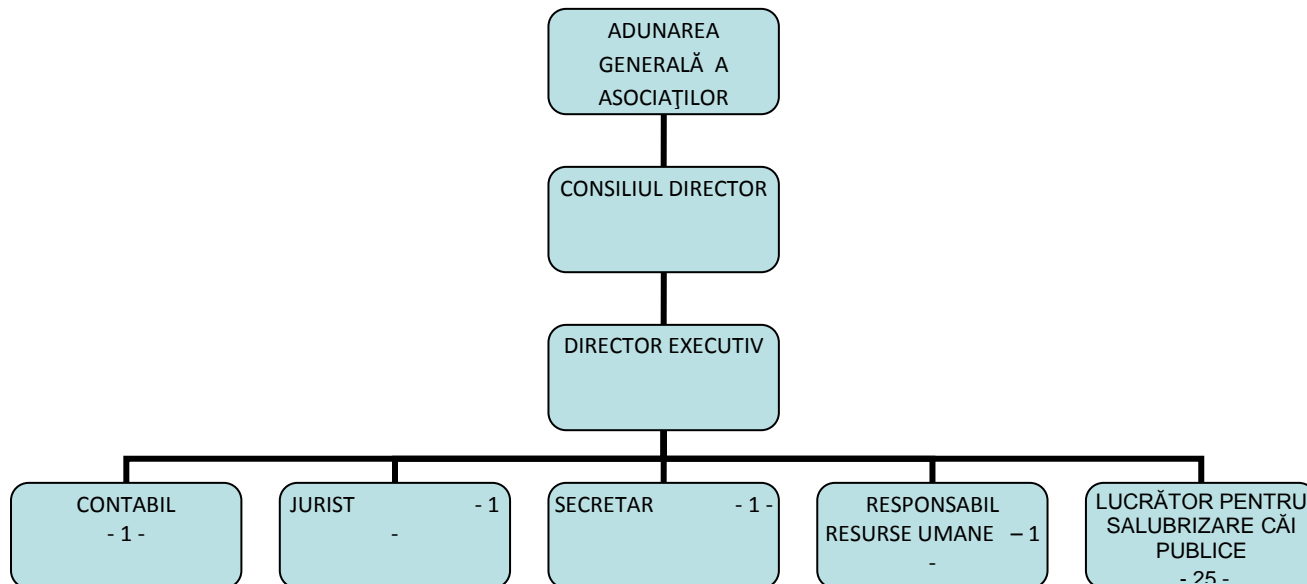 ADUNAREA
GENERALĂ A
ASOCIAŢILOR
CONSILIUL DIRECTOR
DIRECTOR EXECUTIV
CONTABIL
- 1 -
JURIST - 1
-
SECRETAR - 1 -
RESPONSABIL
RESURSE UMANE – 1
-
LUCRĂTOR PENTRU
SALUBRIZARE CĂI
PUBLICE
- 25 -